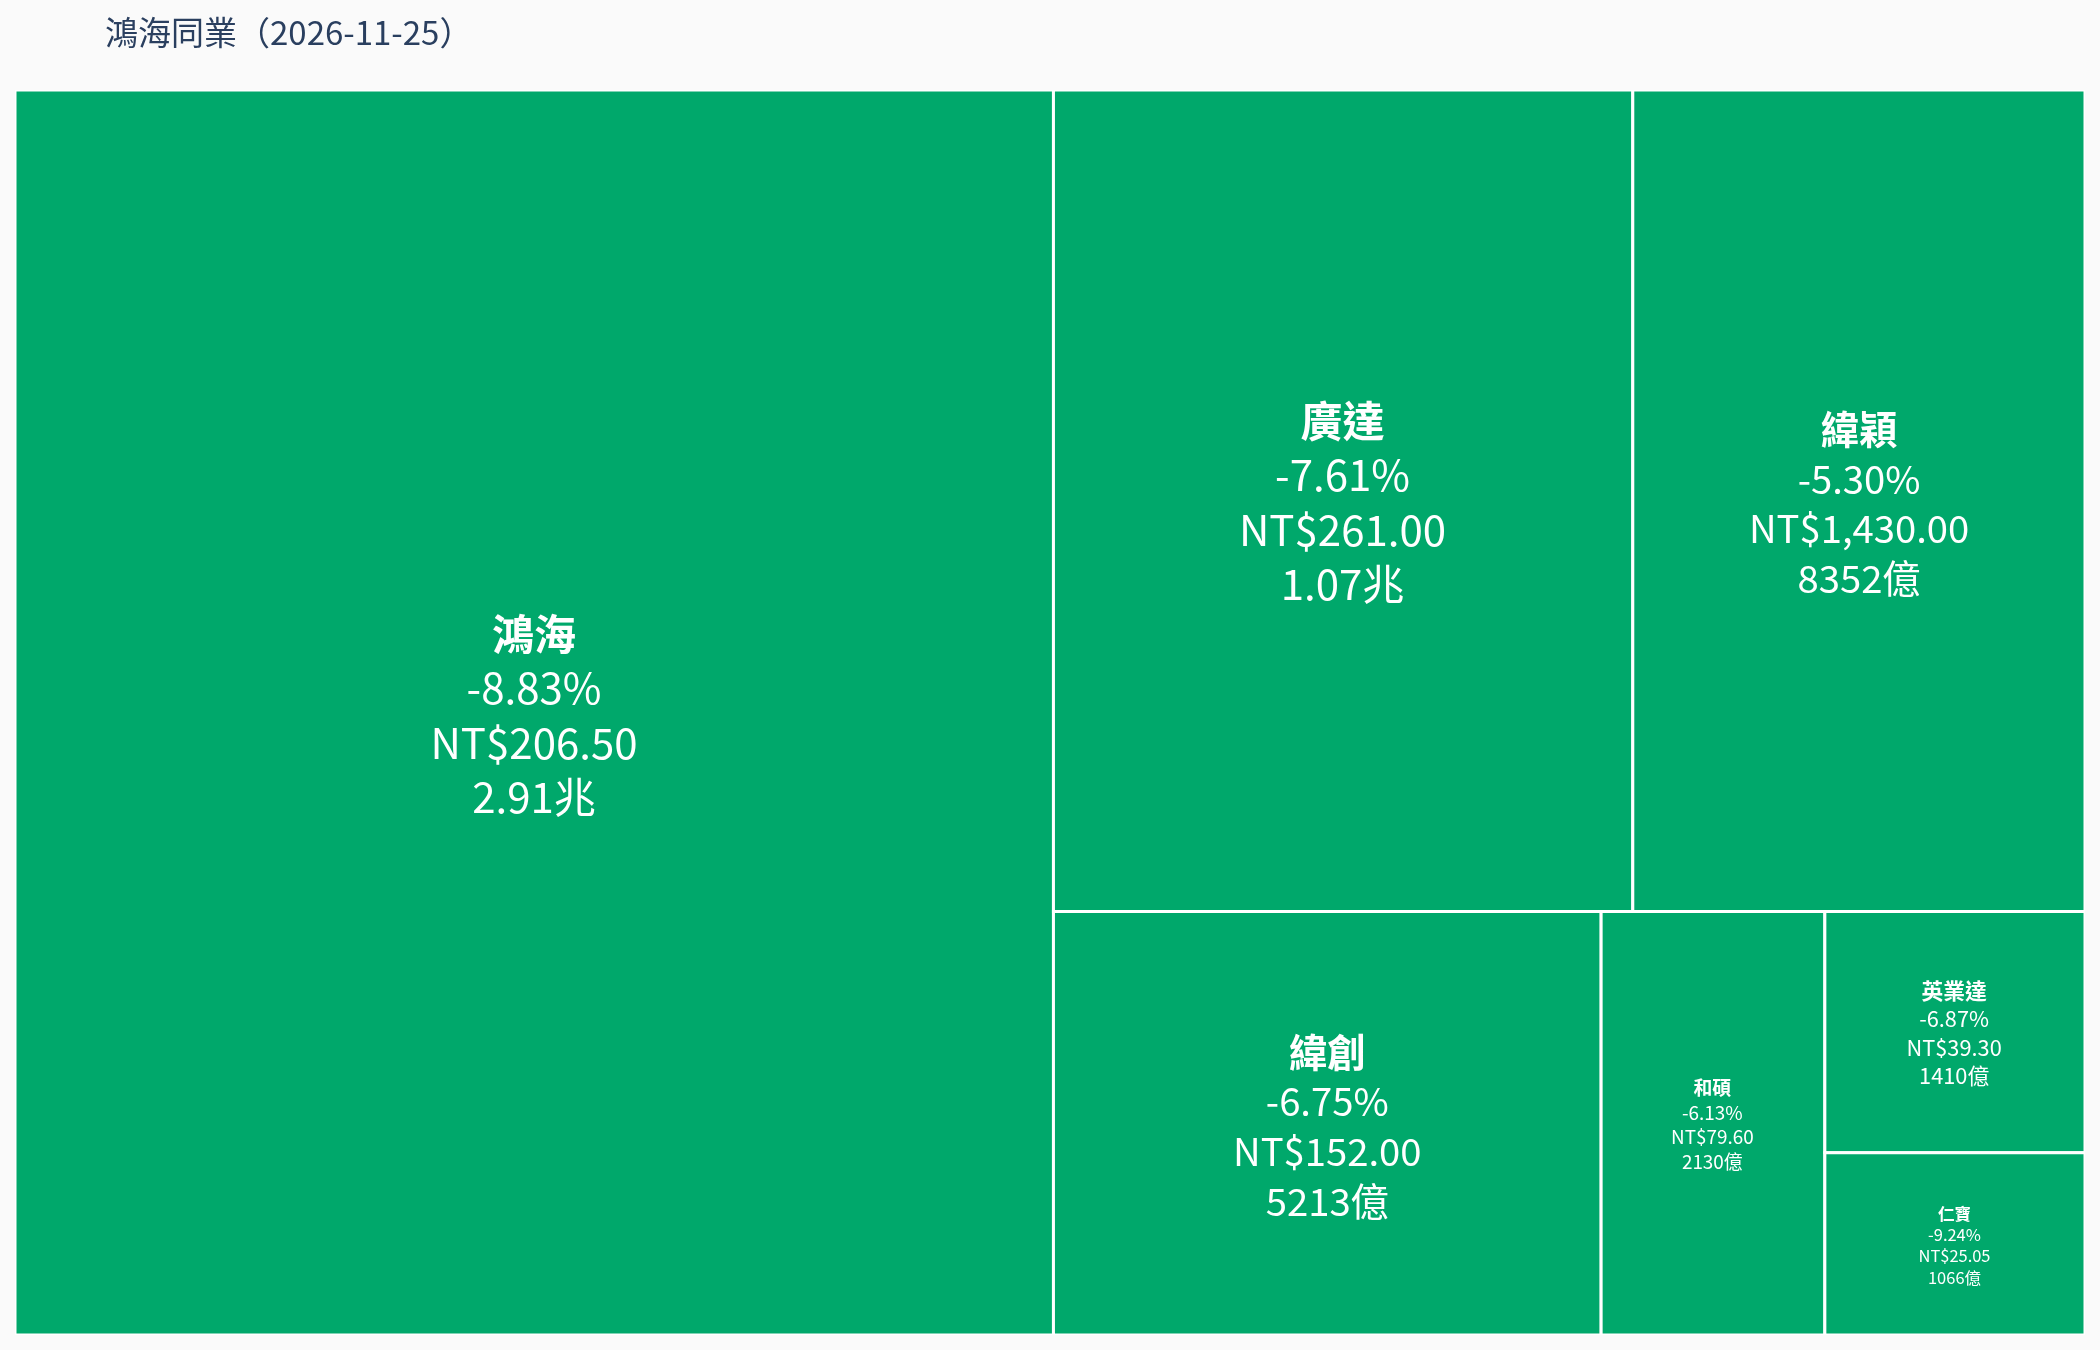 鴻海同業（2026-11-25）
鴻海
-8.83%
NT$206.50
2.91兆
廣達
-7.61%
NT$261.00
1.07兆
緯穎
-5.30%
NT$1,430.00
8352億
緯創
-6.75%
NT$152.00
5213億
和碩
-6.13%
NT$79.60
2130億
英業達
-6.87%
NT$39.30
1410億
仁寶
-9.24%
NT$25.05
1066億